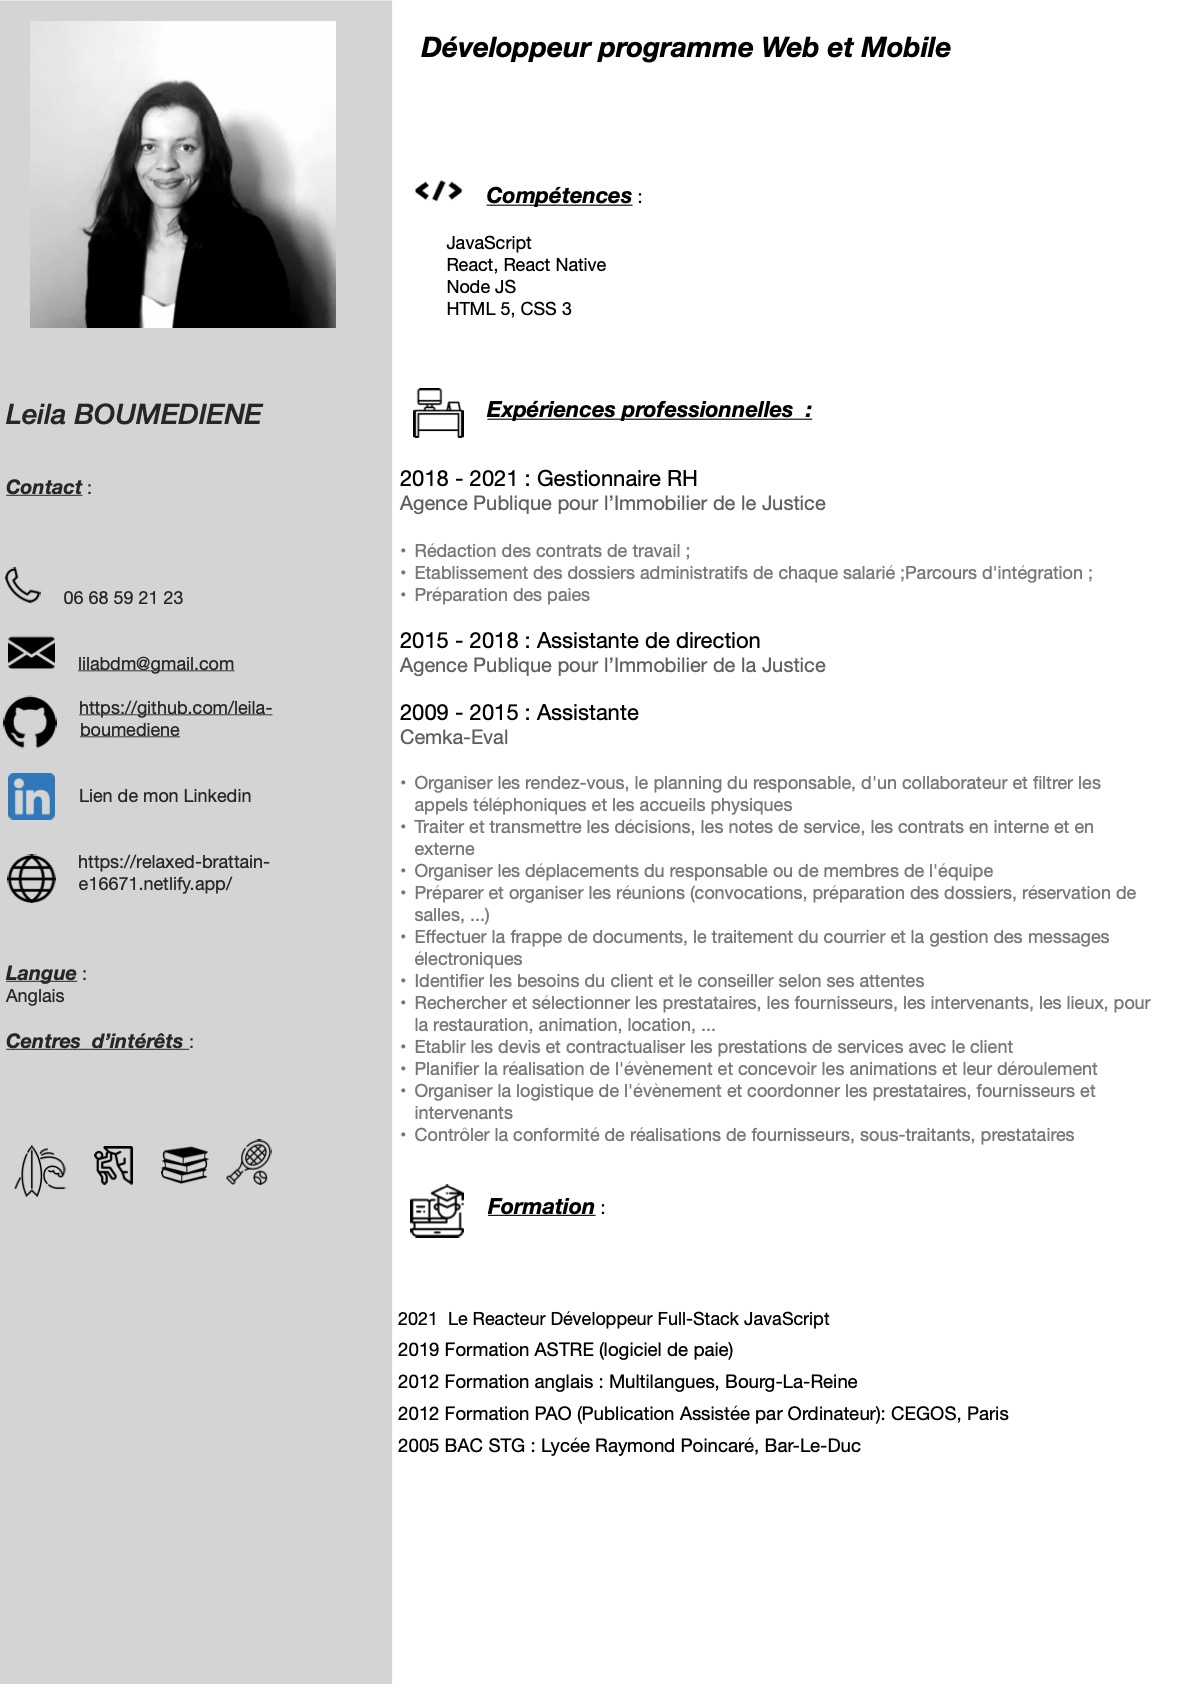 Développeur programme Web et Mobile
Leila BOUMEDIENE
Contact :
06 68 59 21 23
lilabdm@gmail.com
https://github.com/leila-
boumediene
in
Lien de mon Linkedin
https://relaxed-brattain-
e16671.netlify.app/
Langue :
Anglais
Centres d’intérêts :
</> Compétences :
JavaScript
React, React Native
Node JS
HTML 5, CSS 3
Expériences professionnelles :
2018 - 2021 : Gestionnaire RH
Agence Publique pour l’Immobilier de le Justice
• Rédaction des contrats de travail ;
• Etablissement des dossiers administratifs de chaque salarié ;Parcours d'intégration ;
• Préparation des paies
2015 - 2018 : Assistante de direction
Agence Publique pour l’Immobilier de la Justice
2009 - 2015 : Assistante
Cemka-Eval
• Organiser les rendez-vous, le planning du responsable, d'un collaborateur et filtrer les
appels téléphoniques et les accueils physiques
• Traiter et transmettre les décisions, les notes de service, les contrats en interne et en
externe
• Organiser les déplacements du responsable ou de membres de l'équipe
• Préparer et organiser les réunions (convocations, préparation des dossiers, réservation de
salles, ...)
• Effectuer la frappe de documents, le traitement du courrier et la gestion des messages
électroniques
• Identifier les besoins du client et le conseiller selon ses attentes
• Rechercher et sélectionner les prestataires, les fournisseurs, les intervenants, les lieux, pour
la restauration, animation, location, ...
• Etablir les devis et contractualiser les prestations de services avec le client
• Planifier la réalisation de l'évènement et concevoir les animations et leur déroulement
• Organiser la logistique de l'évènement et coordonner les prestataires, fournisseurs et
intervenants
• Contrôler la conformité de réalisations de fournisseurs, sous-traitants, prestataires
Formation :
2021 Le Reacteur Développeur Full-Stack JavaScript
2019 Formation ASTRE (logiciel de paie)
2012 Formation anglais : Multilangues, Bourg-La-Reine
2012 Formation PAO (Publication Assistée par Ordinateur): CEGOS, Paris
2005 BAC STG : Lycée Raymond Poincaré, Bar-Le-Duc